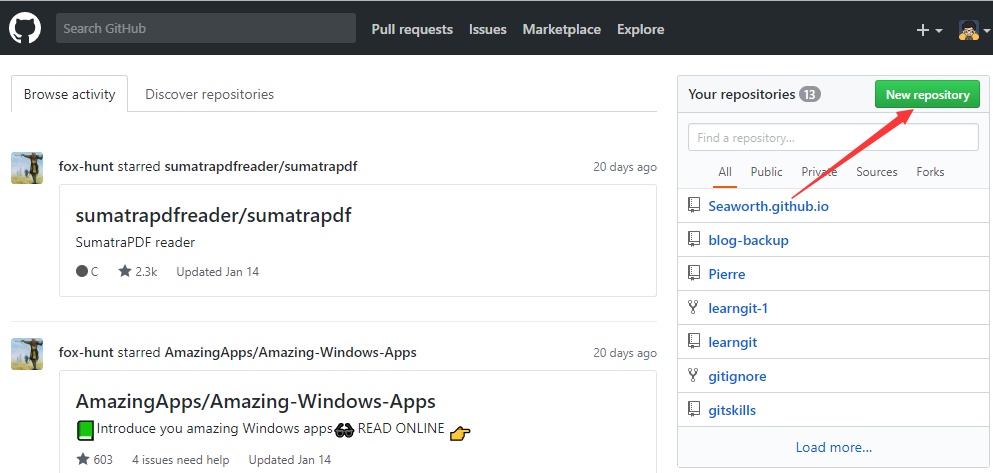 Search GitHub
Pull requests Issues Marketplace Explore
Browse activity Discover repositories
fox-hunt starred sumatrapdfreader/sumatrapdf 20 days ago
sumatrapdfreader/sumatrapdf
SumatraPDF reader
C 2.3k Updated Jan 14
fox-hunt starred AmazingApps/Amazing-Windows-Apps 20 days ago
AmazingApps/Amazing-Windows-Apps
Introduce you amazing Windows apps READ ONLINE
603 4 issues need help Updated Jan 14
Your repositories 13 New repository
Find a repository...
All Public Private Sources Forks
Seaworth.github.io
blog-backup
Pierre
learngit-1
learngit
gitignore
gitskills
Load more...